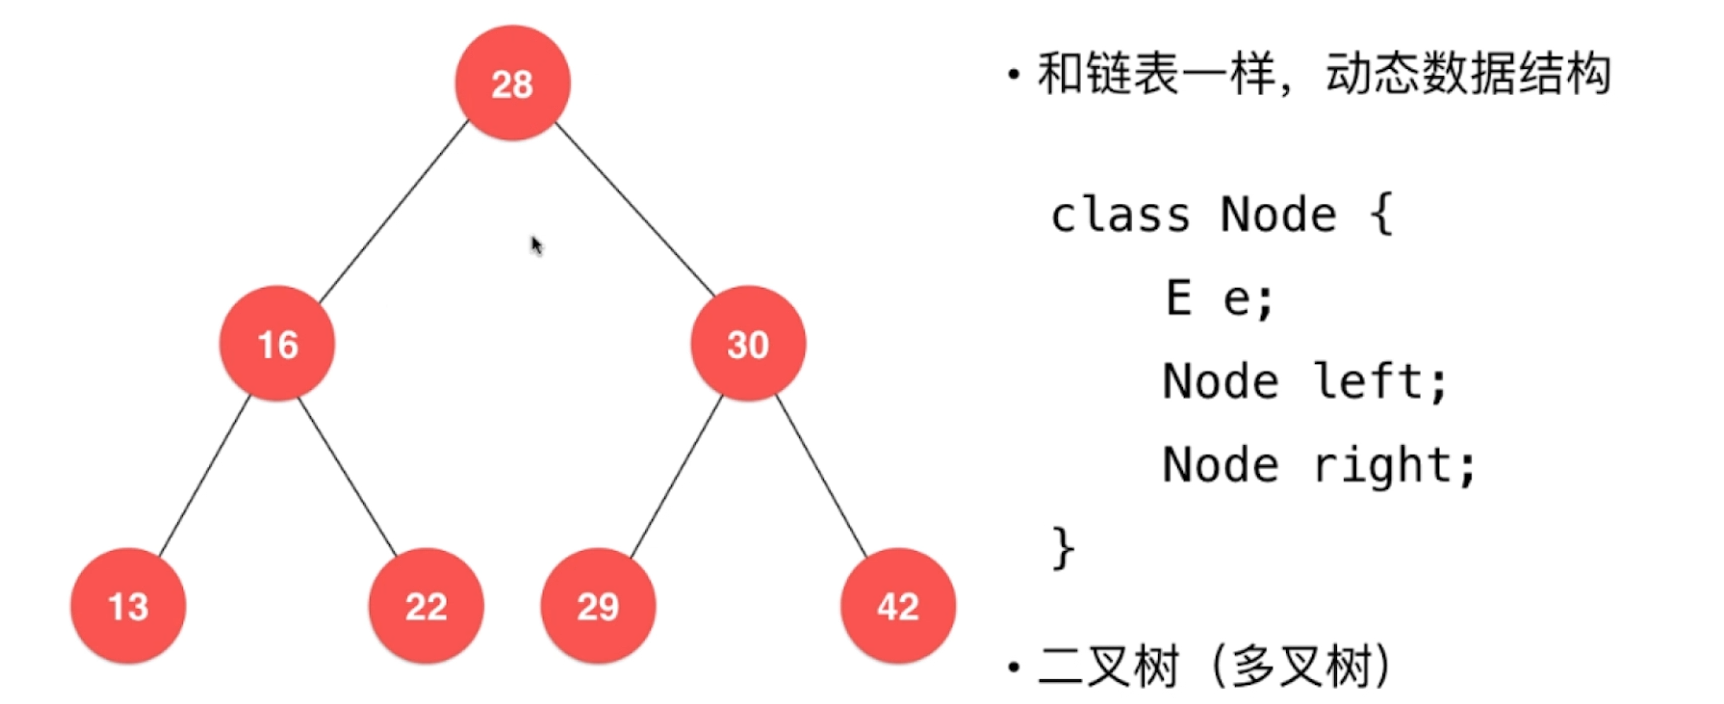 28
16
30
13
22
29
42
• 和链表一样，动态数据结构
class Node {
E e;
Node left;
Node right;
}
• 二叉树（多叉树）